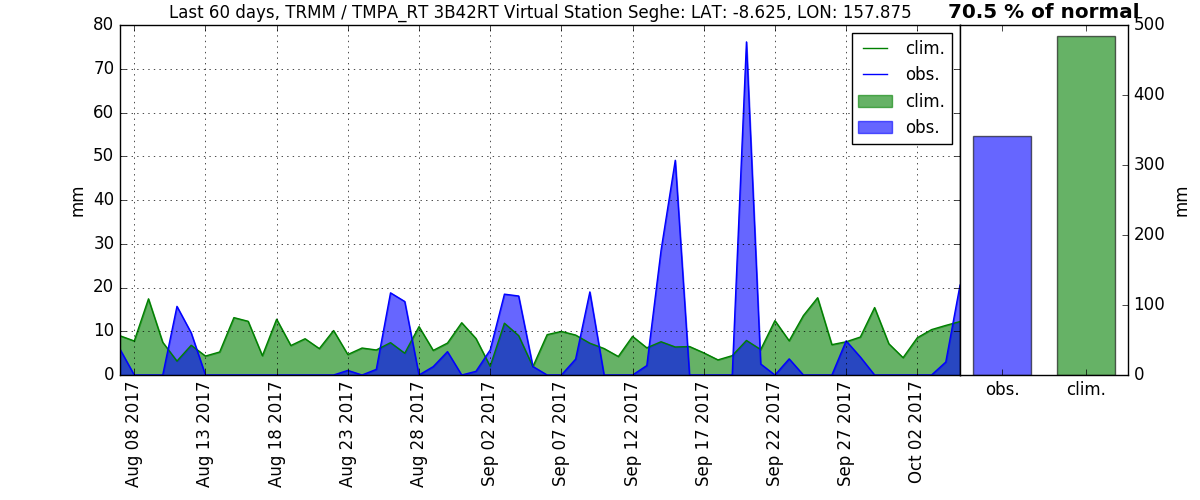 Last 60 days, TRMM / TMPA_RT 3B42RT Virtual Station Seghe: LAT: -8.625, LON: 157.875
70.5 % of normal
80
70
60
50
40
30
20
10
0
mm
clim.
obs.
clim.
obs.
500
400
300
200
100
0
mm
obs.
clim.
Aug 08 2017
Aug 13 2017
Aug 18 2017
Aug 23 2017
Aug 28 2017
Sep 02 2017
Sep 07 2017
Sep 12 2017
Sep 17 2017
Sep 22 2017
Sep 27 2017
Oct 02 2017